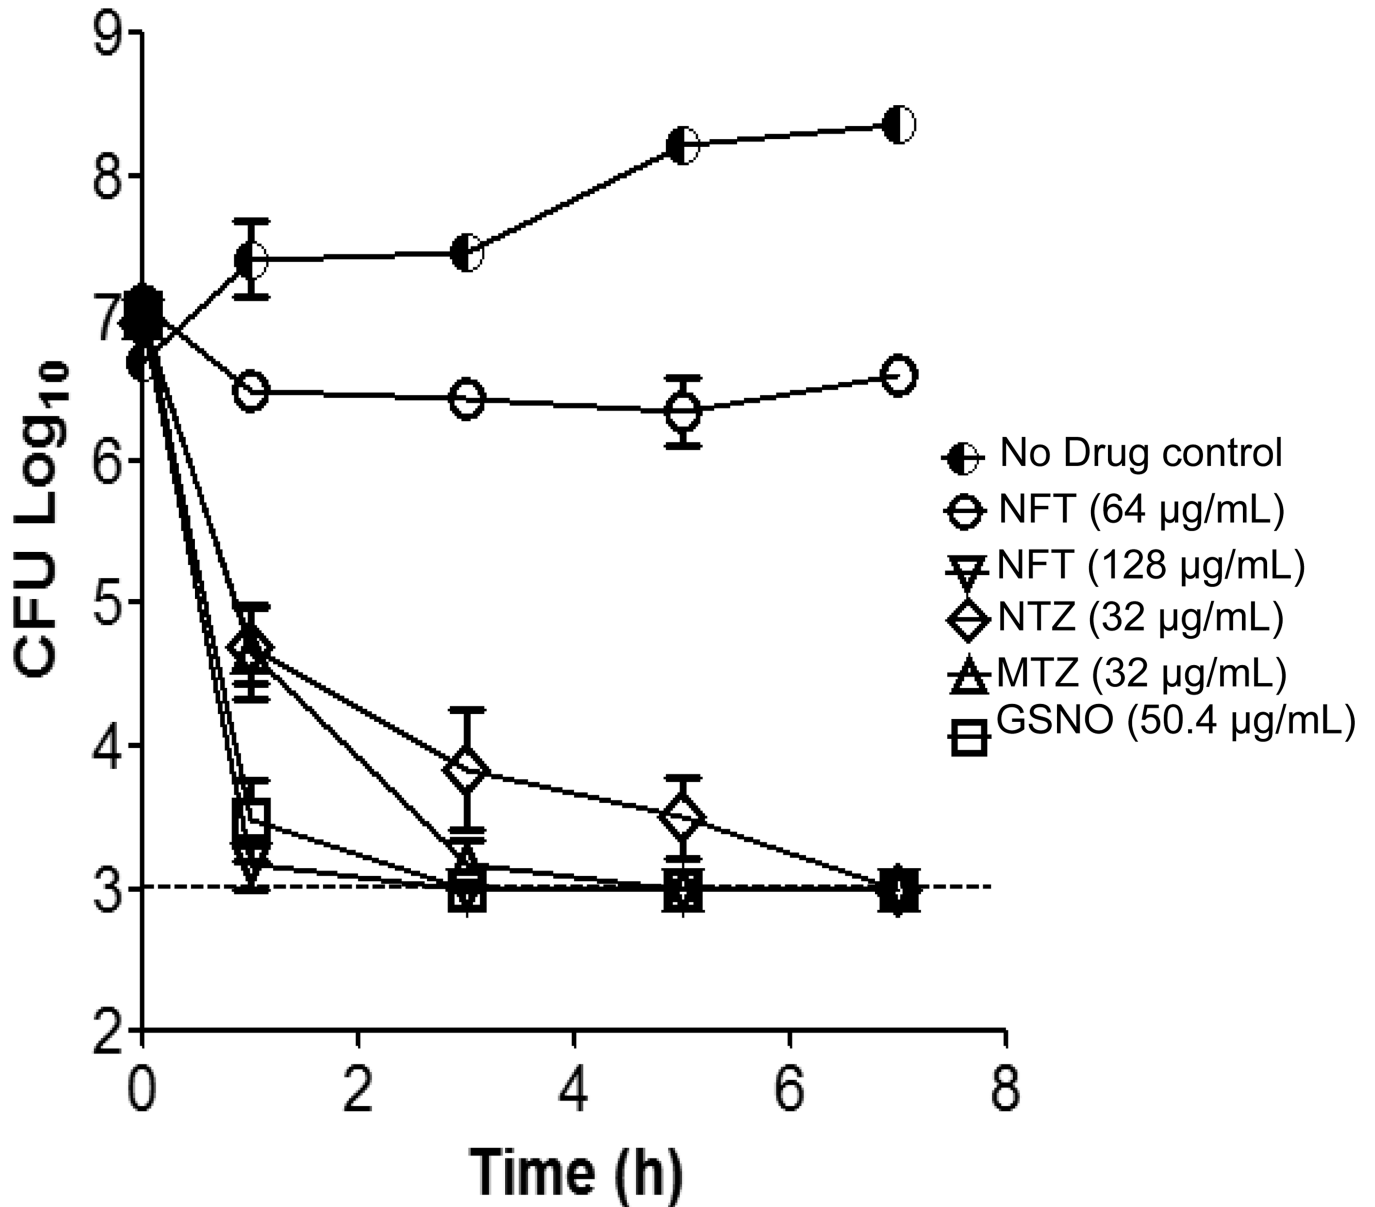 9
8
7
6
5
4
3
2
CFU Log10
0 2 4 6 8
Time (h)
No Drug control
NFT (64 µg/mL)
NFT (128 µg/mL)
NTZ (32 µg/mL)
MTZ (32 µg/mL)
GSNO (50.4 µg/mL)